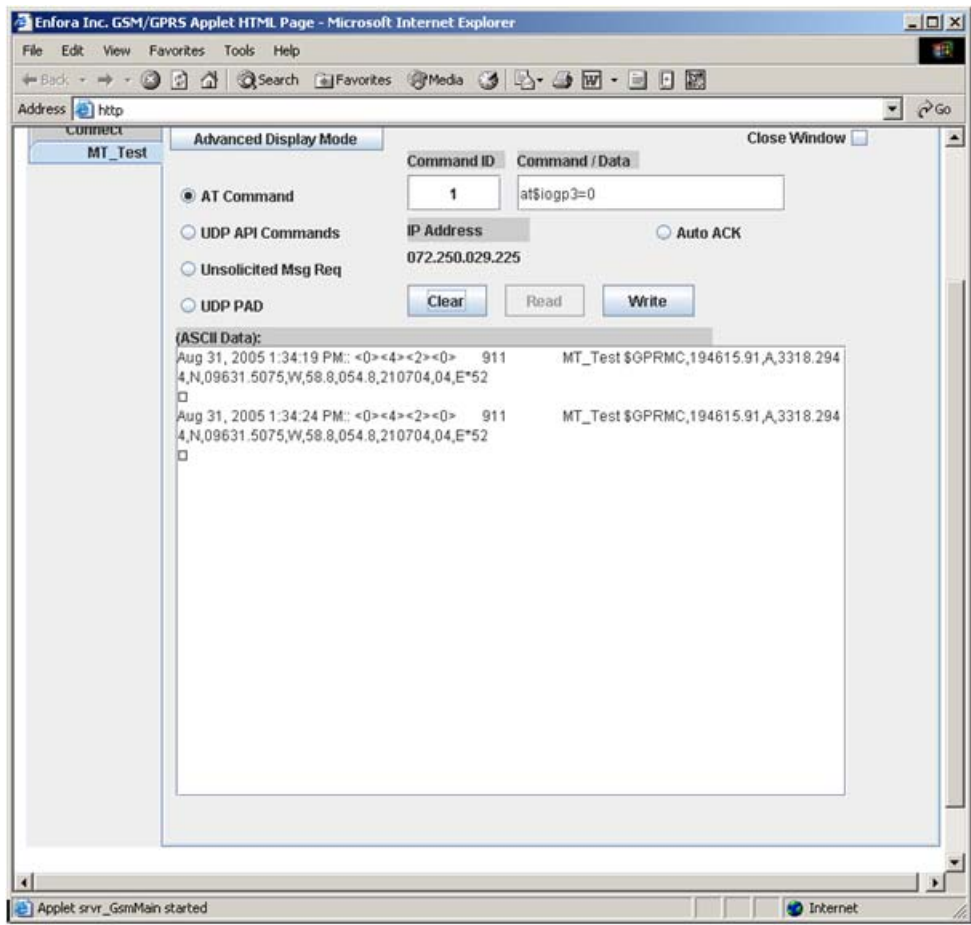 Enfora Inc. GSM/GPRS Applet HTML Page - Microsoft Internet Explorer
File Edit View Favorites Tools Help
Back Search Favorites Media
Address http Go
Connect
MT_Test
Advanced Display Mode
Close Window
Command ID Command / Data
AT Command
1
at$iogp3=0
UDP API Commands
IP Address
Auto ACK
072.250.029.225
Unsolicited Msg Req
UDP PAD
Clear Read Write
(ASCII Data):
Aug 31, 2005 1:34:19 PM:: <0><4><2><0> 911 MT_Test $GPRMC,194615.91,A,3318.294
4,N,09631.5075,W,58.8,054.8,210704,04,E*52
Aug 31, 2005 1:34:24 PM:: <0><4><2><0> 911 MT_Test $GPRMC,194615.91,A,3318.294
4,N,09631.5075,W,58.8,054.8,210704,04,E*52
Applet srvr_GsmMain started
Internet